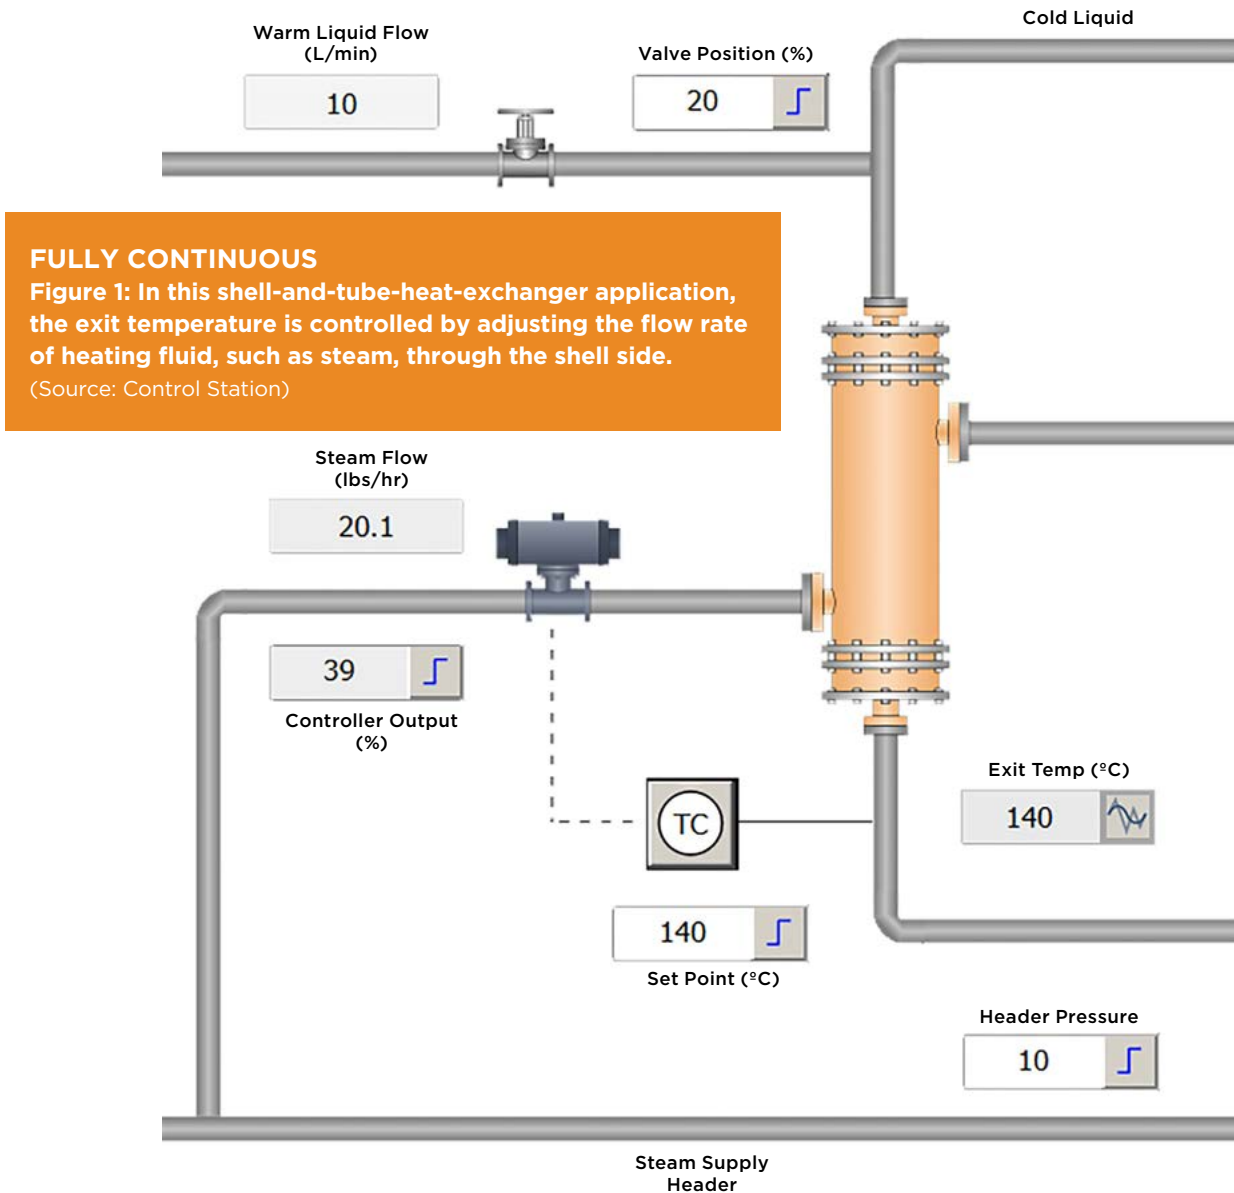 Cold Liquid
Warm Liquid Flow
(L/min)
10
Valve Position (%)
20
FULLY CONTINUOUS
Figure 1: In this shell-and-tube-heat-exchanger application,
the exit temperature is controlled by adjusting the flow rate
of heating fluid, such as steam, through the shell side.
(Source: Control Station)
Steam Flow
(lbs/hr)
20.1
39
Controller Output
(%)
TC
Exit Temp (ºC)
140
140
Set Point (ºC)
Header Pressure
10
Steam Supply
Header